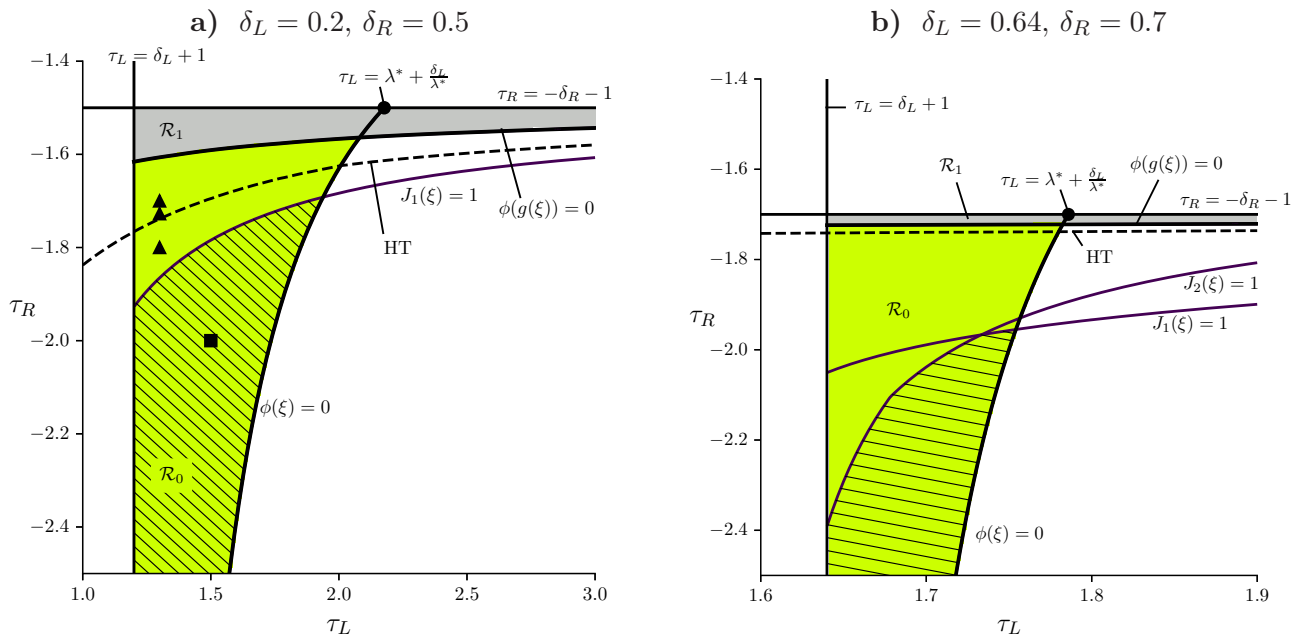 a) δ_L = 0.2, δ_R = 0.5
τ_L = δ_L + 1
τ_L = λ* + δ_L/λ*
τ_R = −δ_R − 1
R_1
J_1(ξ) = 1
ϕ(g(ξ)) = 0
HT
ϕ(ξ) = 0
R_0
τ_R
−1.4
−1.6
−1.8
−2.0
−2.2
−2.4
1.0
1.5
2.0
2.5
3.0
τ_L
b) δ_L = 0.64, δ_R = 0.7
τ_L = δ_L + 1
R_1
ϕ(g(ξ)) = 0
τ_L = λ* + δ_L/λ*
τ_R = −δ_R − 1
HT
J_2(ξ) = 1
R_0
J_1(ξ) = 1
ϕ(ξ) = 0
τ_R
−1.4
−1.6
−1.8
−2.0
−2.2
−2.4
1.6
1.7
1.8
1.9
τ_L